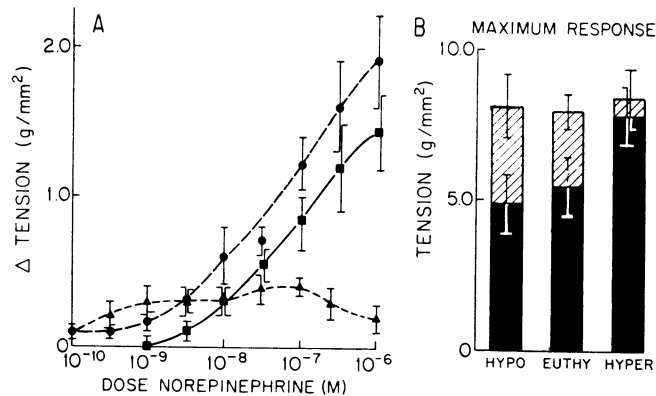 A
2.0
1.0
0
Δ TENSION (g/mm²)
10⁻¹⁰ 10⁻⁹ 10⁻⁸ 10⁻⁷ 10⁻⁶
DOSE NOREPINEPHRINE (M)
B MAXIMUM RESPONSE
10.0
5.0
0
TENSION (g/mm²)
HYPO EUTHY HYPER